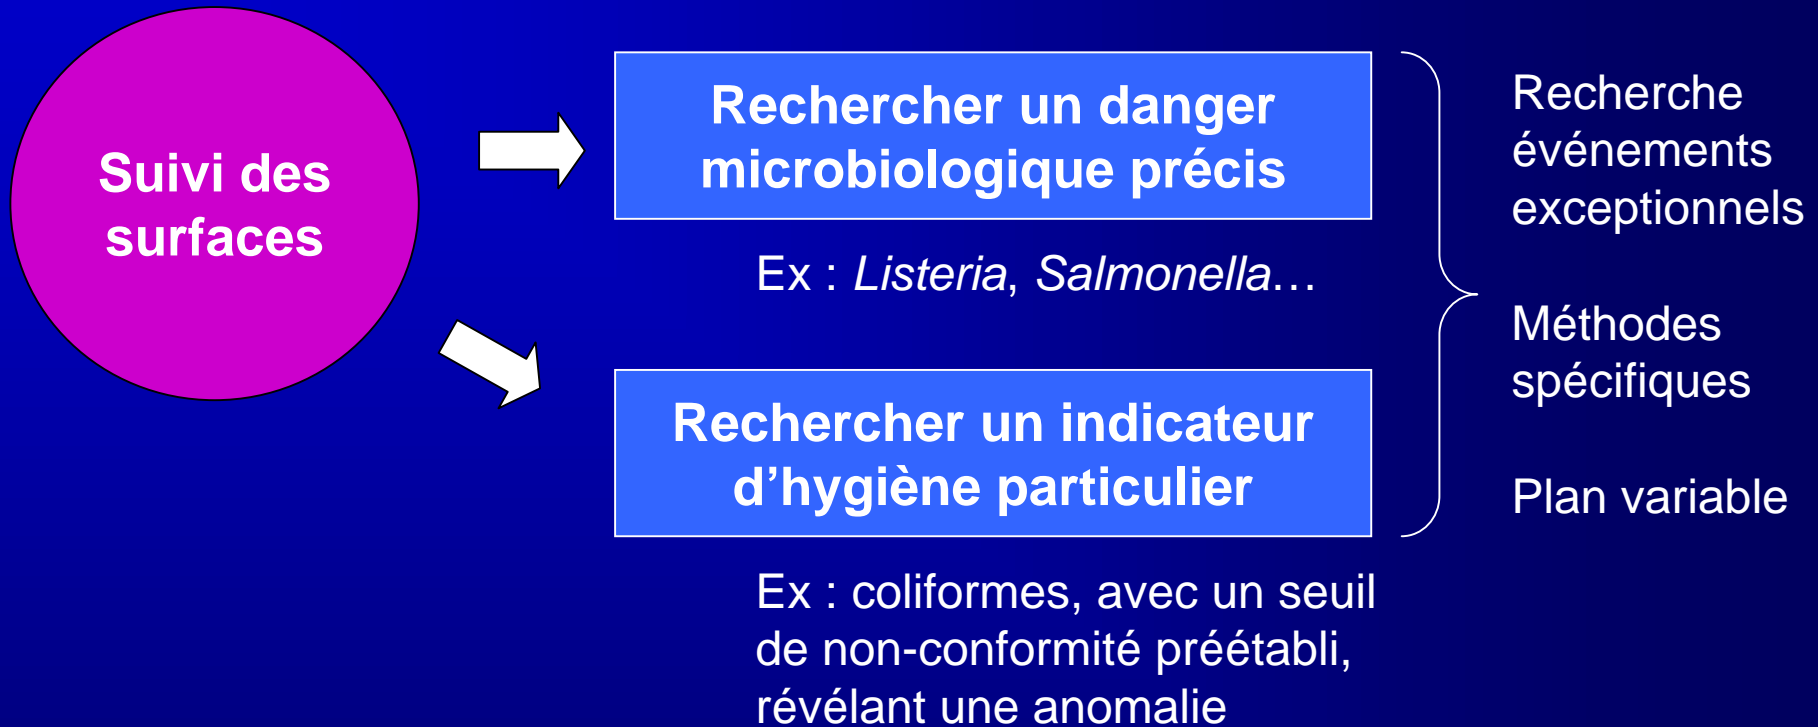 Suivi des
surfaces
Rechercher un danger
microbiologique précis
Ex : Listeria, Salmonella…
Rechercher un indicateur
d’hygiène particulier
Ex : coliformes, avec un seuil
de non-conformité préétabli,
révélant une anomalie
Recherche
événements
exceptionnels
Méthodes
spécifiques
Plan variable